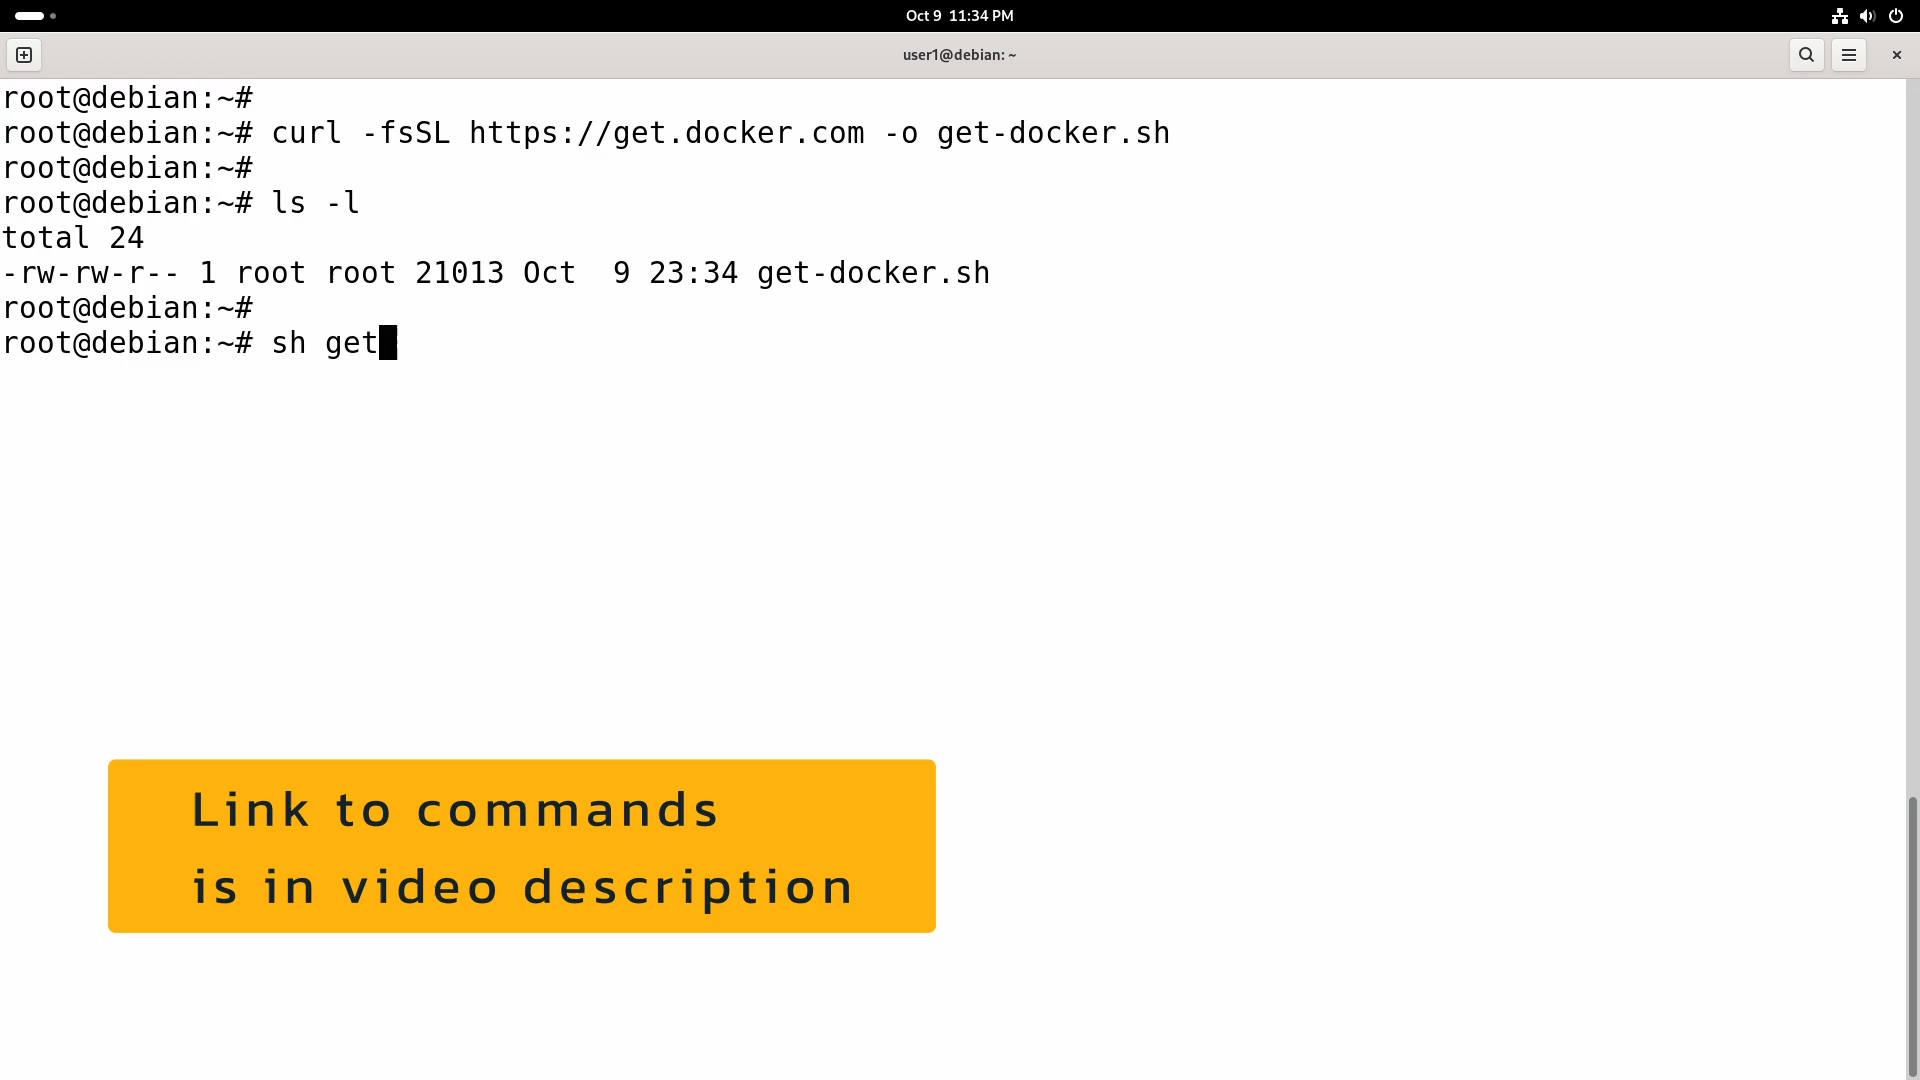 Oct 9 11:34 PM
user1@debian: ~
root@debian:~#
root@debian:~# curl -fsSL https://get.docker.com -o get-docker.sh
root@debian:~#
root@debian:~# ls -l
total 24
-rw-rw-r-- 1 root root 21013 Oct  9 23:34 get-docker.sh
root@debian:~#
root@debian:~# sh get
Link to commands
is in video description